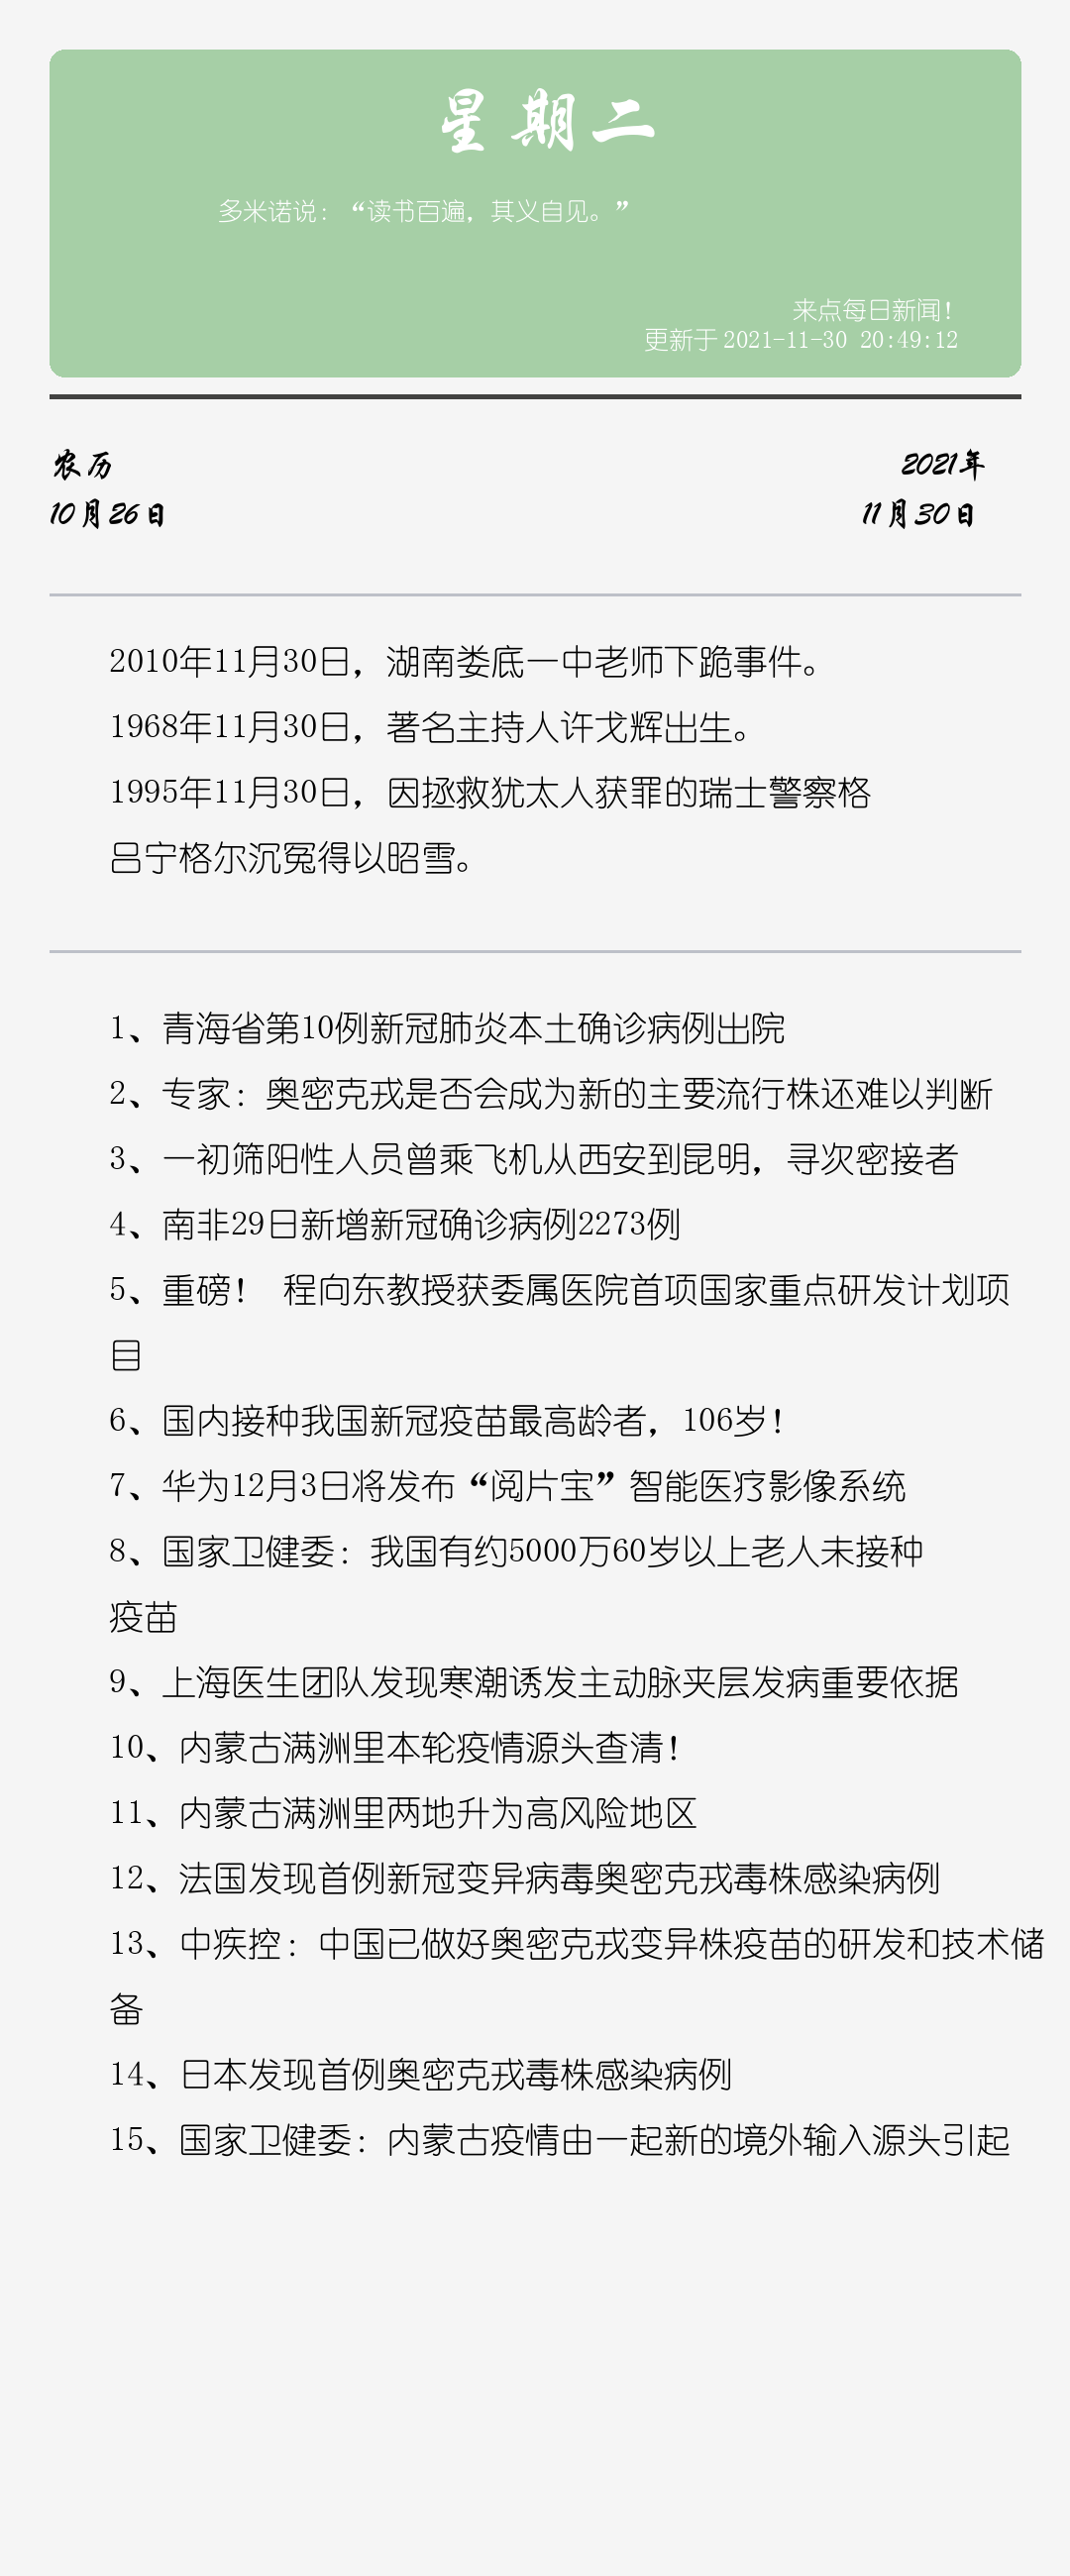 星期二
多米诺说：“读书百遍，其义自见。”
来点每日新闻！
更新于 2021-11-30 20:49:12
农历
10月26日
2021年
11月30日
2010年11月30日，湖南娄底一中老师下跪事件。
1968年11月30日，著名主持人许戈辉出生。
1995年11月30日，因拯救犹太人获罪的瑞士警察格
吕宁格尔沉冤得以昭雪。
1、青海省第10例新冠肺炎本土确诊病例出院
2、专家：奥密克戎是否会成为新的主要流行株还难以判断
3、一初筛阳性人员曾乘飞机从西安到昆明，寻次密接者
4、南非29日新增新冠确诊病例2273例
5、重磅！ 程向东教授获委属医院首项国家重点研发计划项
目
6、国内接种我国新冠疫苗最高龄者，106岁！
7、华为12月3日将发布“阅片宝”智能医疗影像系统
8、国家卫健委：我国有约5000万60岁以上老人未接种
疫苗
9、上海医生团队发现寒潮诱发主动脉夹层发病重要依据
10、内蒙古满洲里本轮疫情源头查清！
11、内蒙古满洲里两地升为高风险地区
12、法国发现首例新冠变异病毒奥密克戎毒株感染病例
13、中疾控：中国已做好奥密克戎变异株疫苗的研发和技术储
备
14、日本发现首例奥密克戎毒株感染病例
15、国家卫健委：内蒙古疫情由一起新的境外输入源头引起